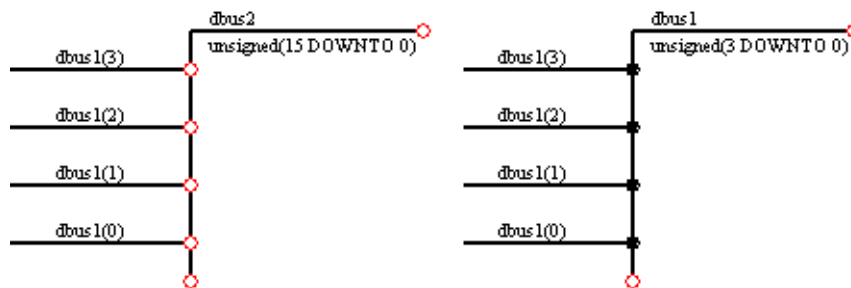 dbus2
unsigned(15 DOWNTO 0)
dbus1(3)
dbus1(2)
dbus1(1)
dbus1(0)
dbus1
unsigned(3 DOWNTO 0)
dbus1(3)
dbus1(2)
dbus1(1)
dbus1(0)